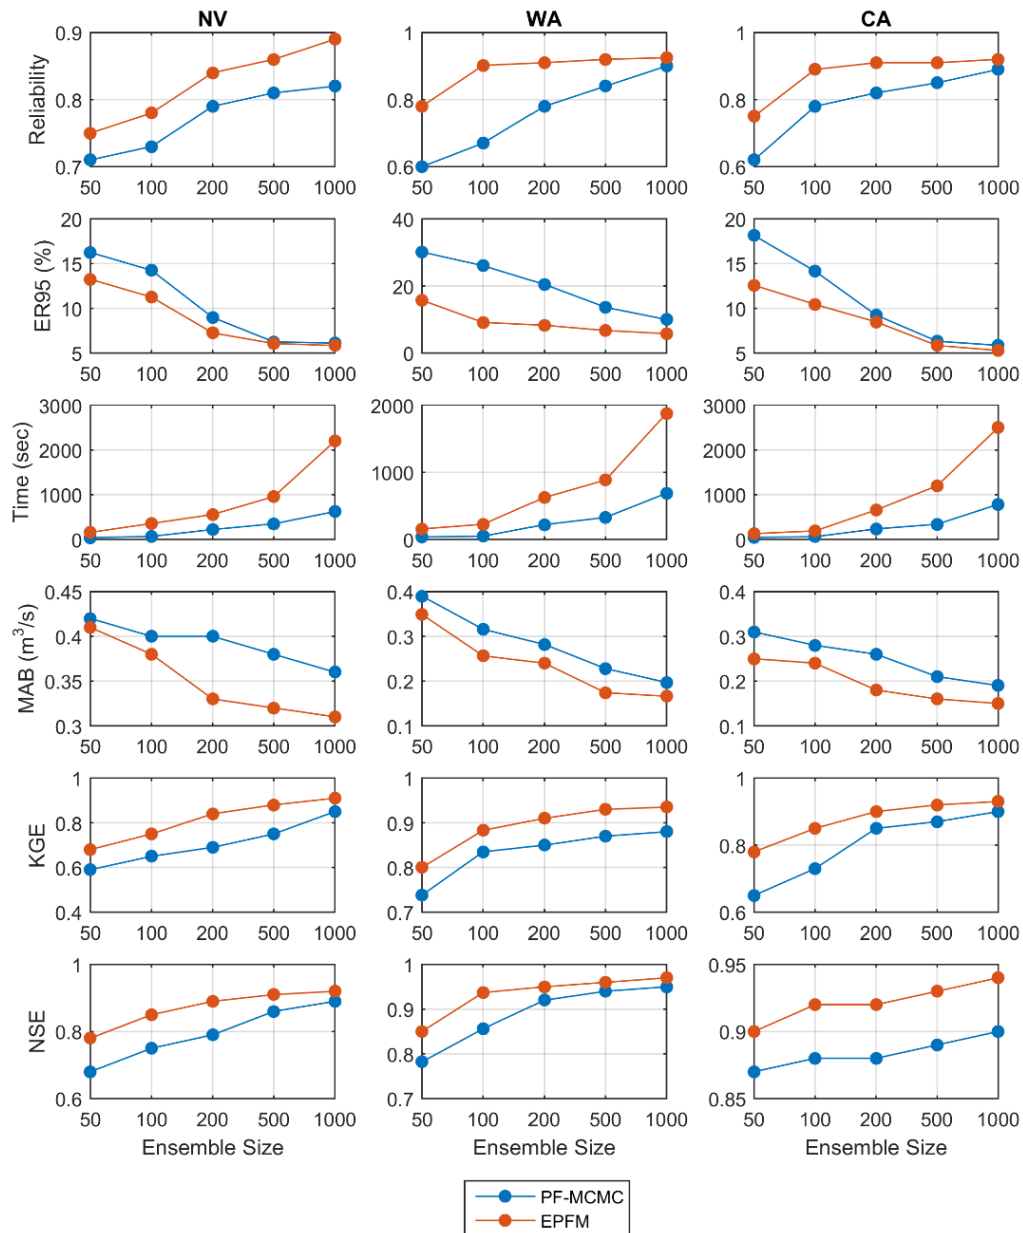 NV WA CA
Reliability
0.9 0.8 0.7
1 0.8 0.6
1 0.8 0.6
50 100 200 500 1000 50 100 200 500 1000 50 100 200 500 1000
ER95 (%)
20 15 10 5
40 20 0
20 15 10 5
50 100 200 500 1000 50 100 200 500 1000 50 100 200 500 1000
Time (sec)
3000 2000 1000 0
2000 1000 0
3000 2000 1000 0
50 100 200 500 1000 50 100 200 500 1000 50 100 200 500 1000
MAB (m³/s)
0.45 0.4 0.35 0.3
0.4 0.3 0.2 0.1
0.4 0.3 0.2 0.1
50 100 200 500 1000 50 100 200 500 1000 50 100 200 500 1000
KGE
1 0.8 0.6 0.4
1 0.9 0.8 0.7
1 0.8 0.6
50 100 200 500 1000 50 100 200 500 1000 50 100 200 500 1000
NSE
1 0.8 0.6
1 0.9 0.8 0.7
0.95 0.9 0.85
50 100 200 500 1000 50 100 200 500 1000 50 100 200 500 1000
Ensemble Size Ensemble Size Ensemble Size
PF-MCMC
EPFM